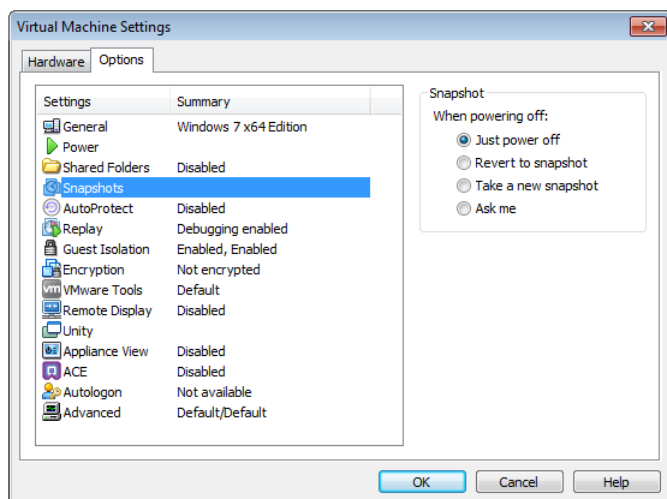 Virtual Machine Settings
Hardware Options
Settings Summary
General Windows 7 x64 Edition
Power
Shared Folders Disabled
Snapshots
AutoProtect Disabled
Replay Debugging enabled
Guest Isolation Enabled, Enabled
Encryption Not encrypted
vm VMware Tools Default
Remote Display Disabled
Unity
Appliance View Disabled
ACE Disabled
Autologon Not available
Advanced Default/Default
Snapshot
When powering off:
Just power off
Revert to snapshot
Take a new snapshot
Ask me
OK Cancel Help